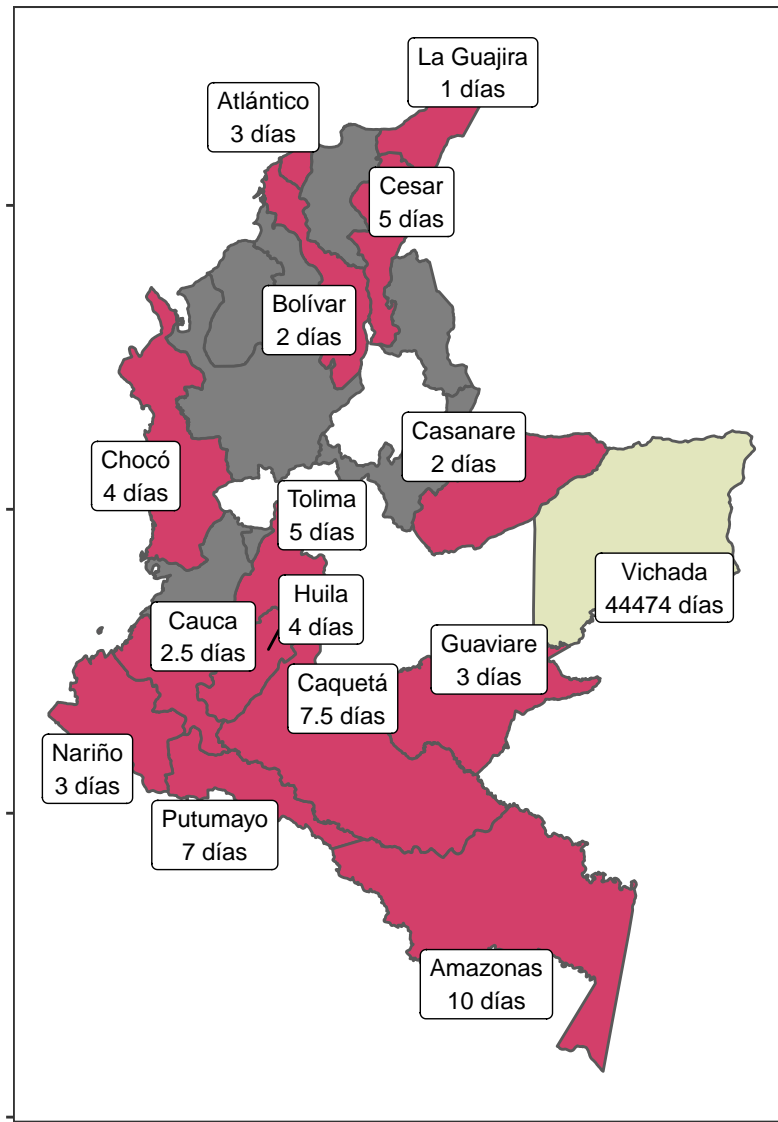 La Guajira
1 días
Atlántico
3 días
Cesar
5 días
Bolívar
2 días
Casanare
2 días
Chocó
4 días
Tolima
5 días
Vichada
44474 días
Huila
4 días
Cauca
2.5 días
Guaviare
3 días
Caquetá
7.5 días
Nariño
3 días
Putumayo
7 días
Amazonas
10 días